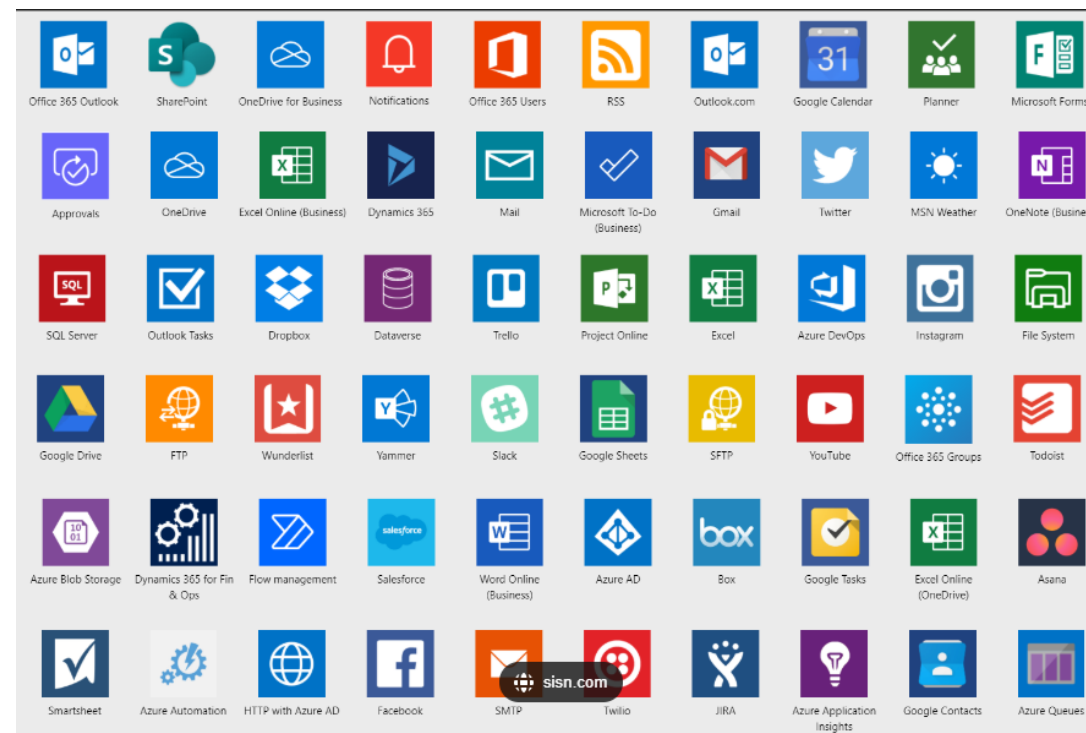 Office 365 Outlook
SharePoint
OneDrive for Business
Notifications
Office 365 Users
RSS
Outlook.com
31
Google Calendar
Planner
Microsoft Forms
Approvals
OneDrive
Excel Online (Business)
Dynamics 365
Mail
Microsoft To-Do
(Business)
Gmail
Twitter
MSN Weather
OneNote (Busine
SQL
SQL Server
Outlook Tasks
Dropbox
Dataverse
Trello
Project Online
Excel
Azure DevOps
Instagram
File System
Google Drive
FTP
Wunderlist
Yammer
Slack
Google Sheets
SFTP
YouTube
Office 365 Groups
Todoist
10
01
Azure Blob Storage
Dynamics 365 for Fin
& Ops
Flow management
salesforce
Salesforce
Word Online
(Business)
Azure AD
box
Box
Google Tasks
Excel Online
(OneDrive)
Asana
Smartsheet
Azure Automation
HTTP with Azure AD
Facebook
SMTP
sisn.com
Twilio
JIRA
Azure Application
Insights
Google Contacts
Azure Queues